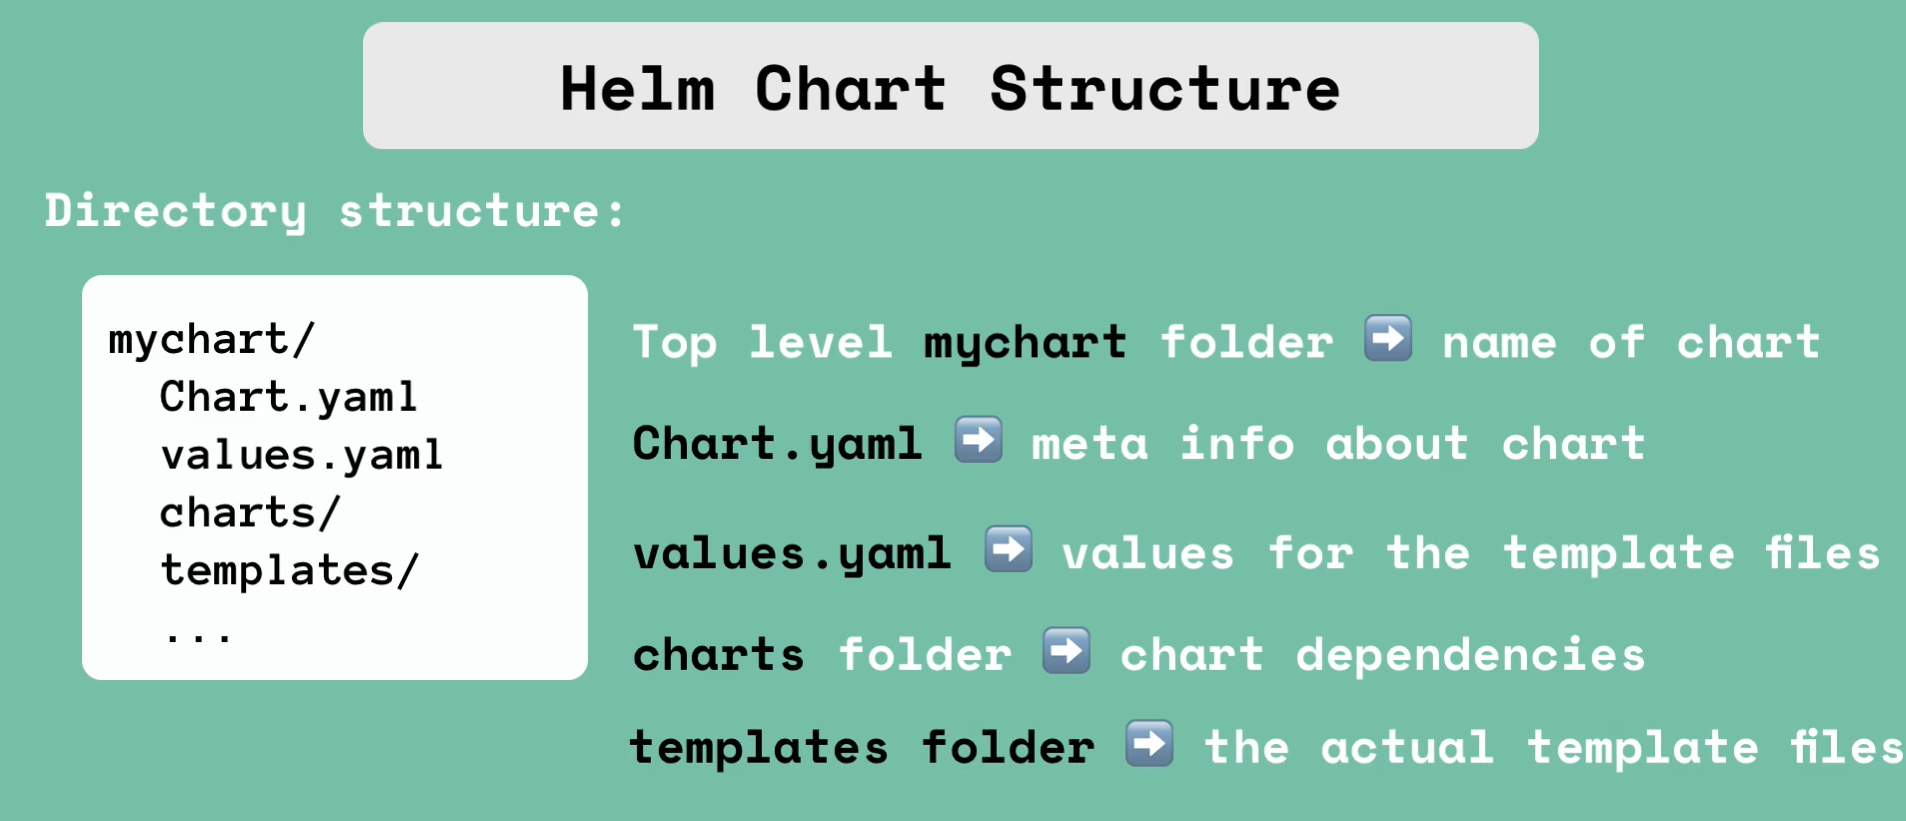 Helm Chart Structure
Directory structure:
mychart/
Chart.yaml
values.yaml
charts/
templates/
...
Top level mychart folder ➡️ name of chart
Chart.yaml ➡️ meta info about chart
values.yaml ➡️ values for the template files
charts folder ➡️ chart dependencies
templates folder ➡️ the actual template files